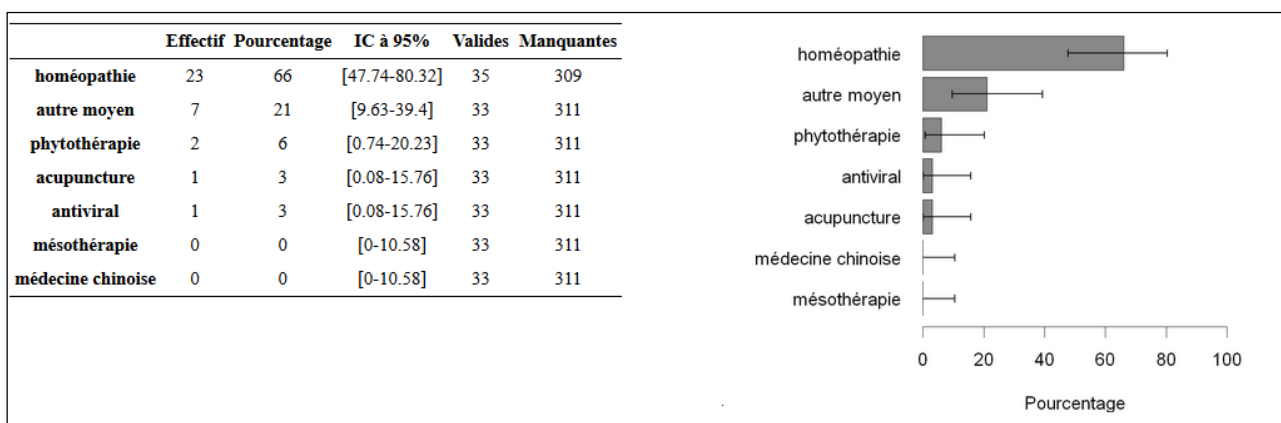 Effectif Pourcentage IC à 95% Valides Manquantes
homéopathie 23 66 [47.74-80.32] 35 309
autre moyen 7 21 [9.63-39.4] 33 311
phytothérapie 2 6 [0.74-20.23] 33 311
acupuncture 1 3 [0.08-15.76] 33 311
antiviral 1 3 [0.08-15.76] 33 311
mésothérapie 0 0 [0-10.58] 33 311
médecine chinoise 0 0 [0-10.58] 33 311
homéopathie
autre moyen
phytothérapie
antiviral
acupuncture
médecine chinoise
mésothérapie
0 20 40 60 80 100
Pourcentage